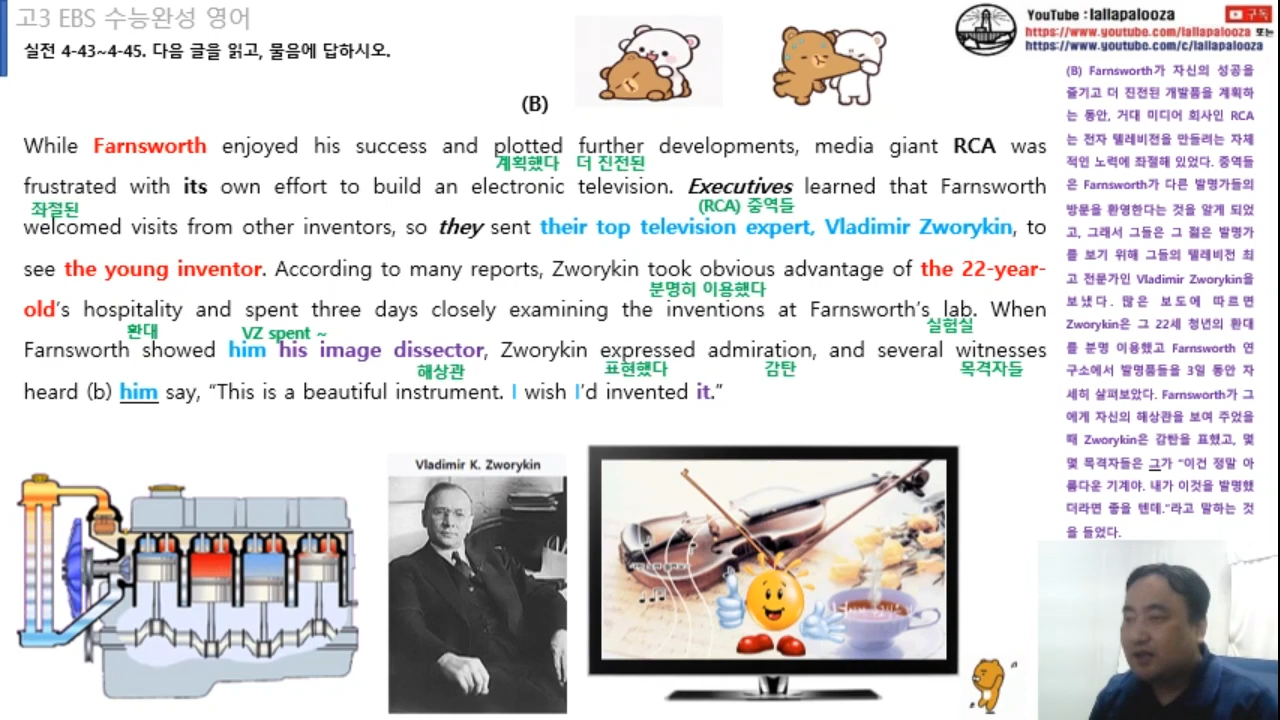 고3 EBS 수능완성 영어
실전 4-43~4-45. 다음 글을 읽고, 물음에 답하시오.
YouTube : lallapalooza
구독
https://www.youtube.com/lallapalooza 또는
https://www.youtube.com/c/lallapalooza
(B)
While Farnsworth enjoyed his success and plotted further developments, media giant RCA was
계획했다 더 진전된
frustrated with its own effort to build an electronic television. Executives learned that Farnsworth
좌절된 (RCA) 중역들
welcomed visits from other inventors, so they sent their top television expert, Vladimir Zworykin, to
see the young inventor. According to many reports, Zworykin took obvious advantage of the 22-year-
분명히 이용했다
old's hospitality and spent three days closely examining the inventions at Farnsworth's lab. When
환대 VZ spent ~ 실험실
Farnsworth showed him his image dissector, Zworykin expressed admiration, and several witnesses
해상관 표현했다 감탄 목격자들
heard (b) him say, “This is a beautiful instrument. I wish I'd invented it.”
(B) Farnsworth가 자신의 성공을
즐기고 더 진전된 개발품을 계획하
는 동안, 거대 미디어 회사인 RCA
는 전자 텔레비전을 만들려는 자체
적인 노력에 좌절해 있었다. 중역들
은 Farnsworth가 다른 발명가들의
방문을 환영한다는 것을 알게 되었
고, 그래서 그들은 그 젊은 발명가
를 보기 위해 그들의 텔레비전 최
고 전문가인 Vladimir Zworykin을
보냈다. 많은 보도에 따르면
Zworykin은 그 22세 청년의 환대
를 분명 이용했고 Farnsworth 연
구소에서 발명품들을 3일 동안 자
세히 살펴보았다. Farnsworth가 그
에게 자신의 해상관을 보여 주었을
때 Zworykin은 감탄을 표했고, 몇
몇 목격자들은 그가 “이건 정말 아
름다운 기계야. 내가 이것을 발명했
더라면 좋을 텐데.”라고 말하는 것
을 들었다.
Vladimir K. Zworykin